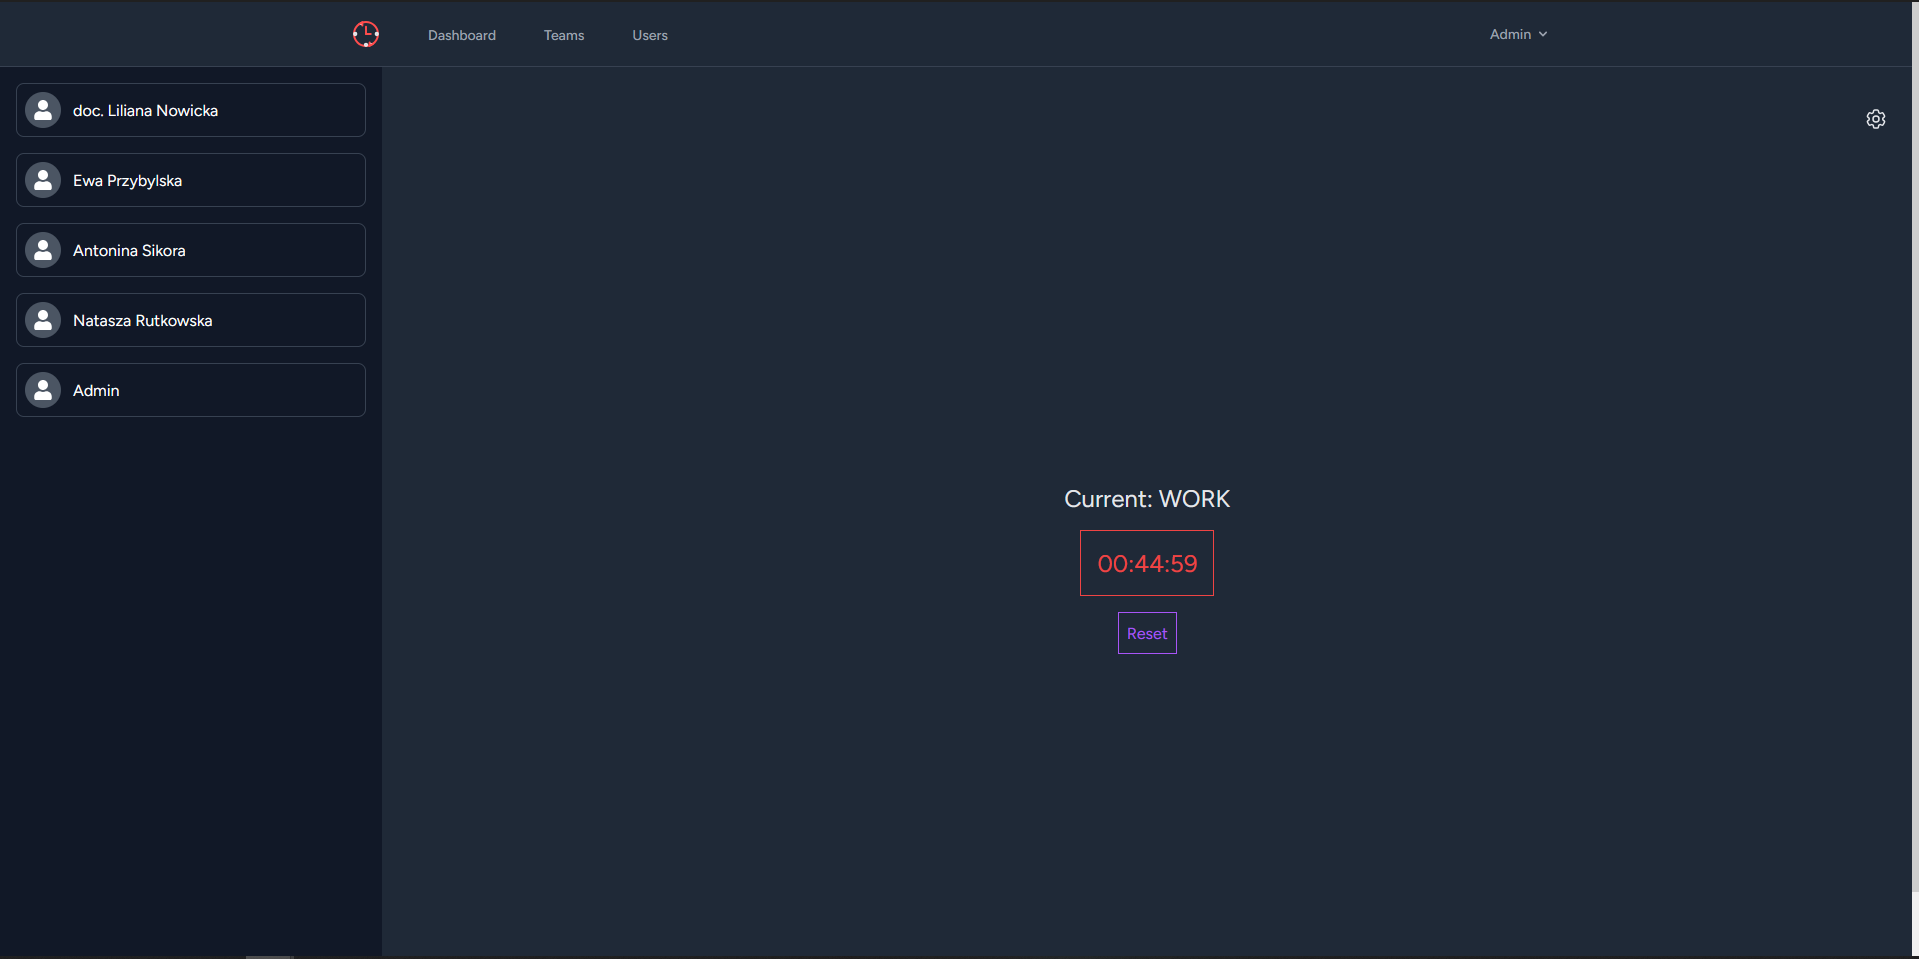 Dashboard Teams Users Admin
doc. Liliana Nowicka
Ewa Przybylska
Antonina Sikora
Natasza Rutkowska
Admin
Current: WORK
00:44:59
Reset